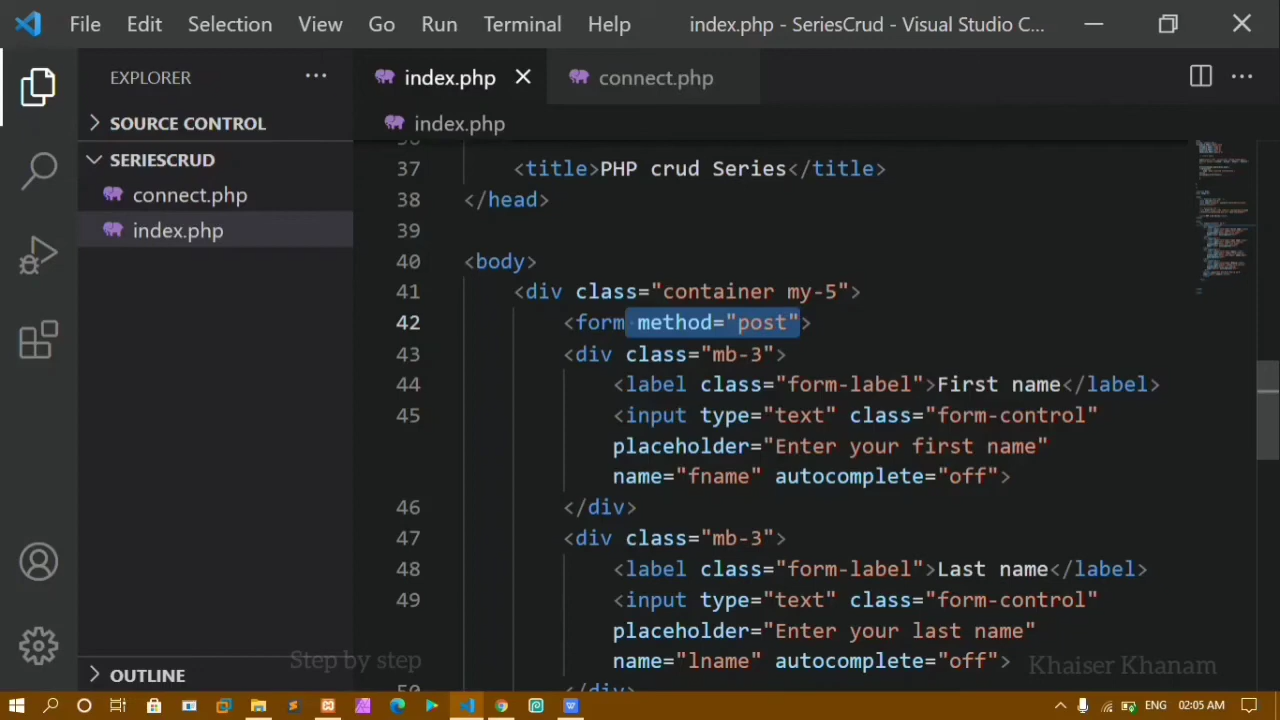 File Edit Selection View Go Run Terminal Help index.php - SeriesCrud - Visual Studio C...
EXPLORER ...
index.php
connect.php
SOURCE CONTROL
SERIESCRUD
connect.php
index.php
OUTLINE
index.php
37 <title>PHP crud Series</title>
38 </head>
39
40 <body>
41 <div class="container my-5">
42 <form method="post">
43 <div class="mb-3">
44 <label class="form-label">First name</label>
45 <input type="text" class="form-control"
placeholder="Enter your first name"
name="fname" autocomplete="off">
46 </div>
47 <div class="mb-3">
48 <label class="form-label">Last name</label>
49 <input type="text" class="form-control"
placeholder="Enter your last name"
name="lname" autocomplete="off">
50 </div>
Step by step
Khaiser Khanam
ENG 02:05 AM